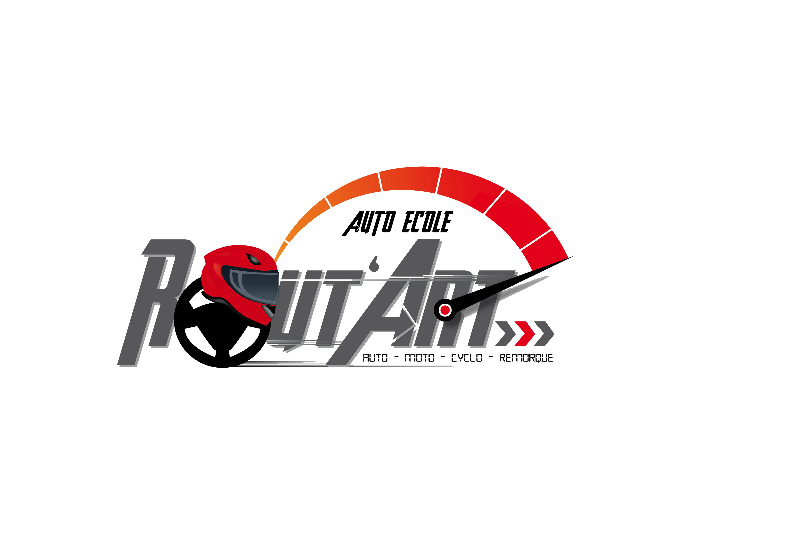 AUTO ECOLE
ROUT'ART
AUTO - MOTO - CYCLO - REMORQUE